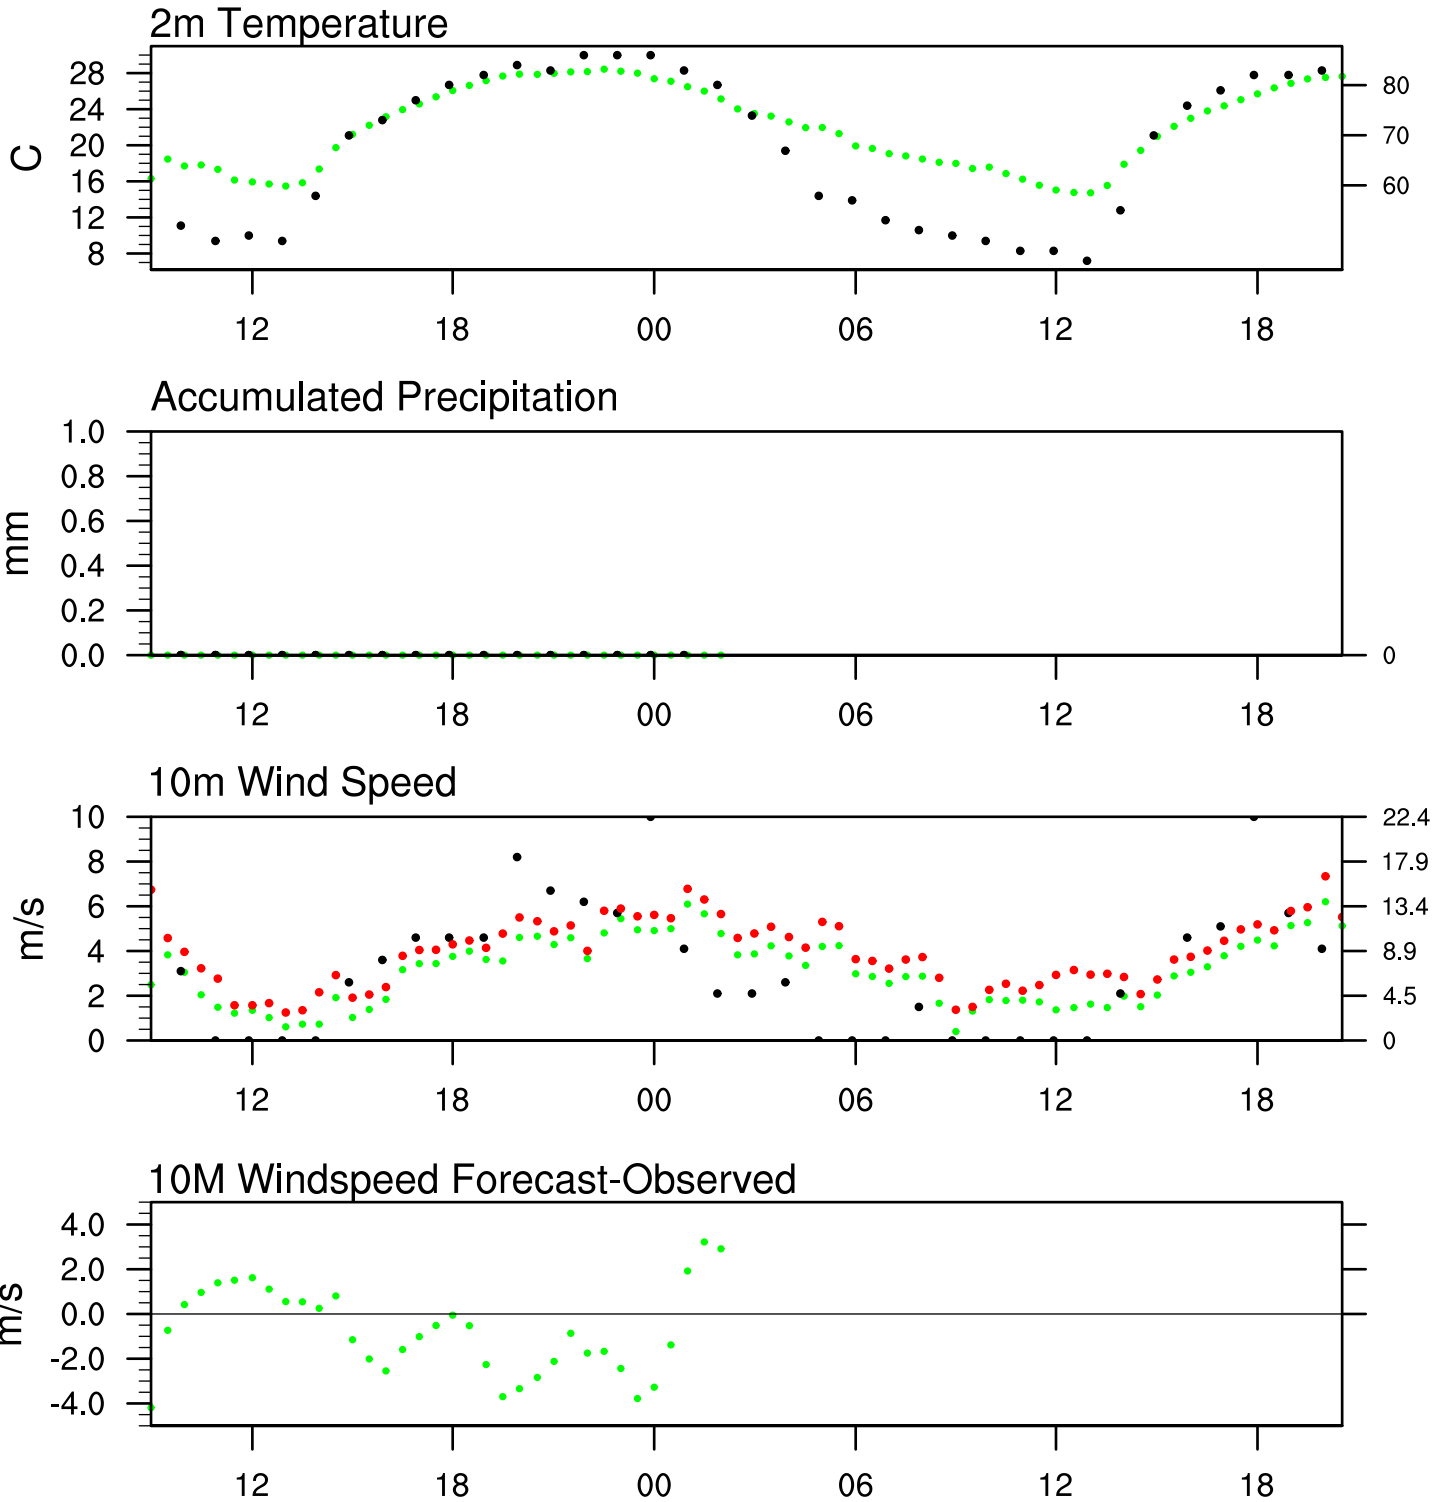 2m Temperature
28
24
20
16
12
8
C
80
70
60
12 18 00 06 12 18
Accumulated Precipitation
1.0
0.8
0.6
0.4
0.2
0.0
mm
0
12 18 00 06 12 18
10m Wind Speed
10
8
6
4
2
0
m/s
22.4
17.9
13.4
8.9
4.5
0
12 18 00 06 12 18
10M Windspeed Forecast-Observed
4.0
2.0
0.0
-2.0
-4.0
m/s
12 18 00 06 12 18